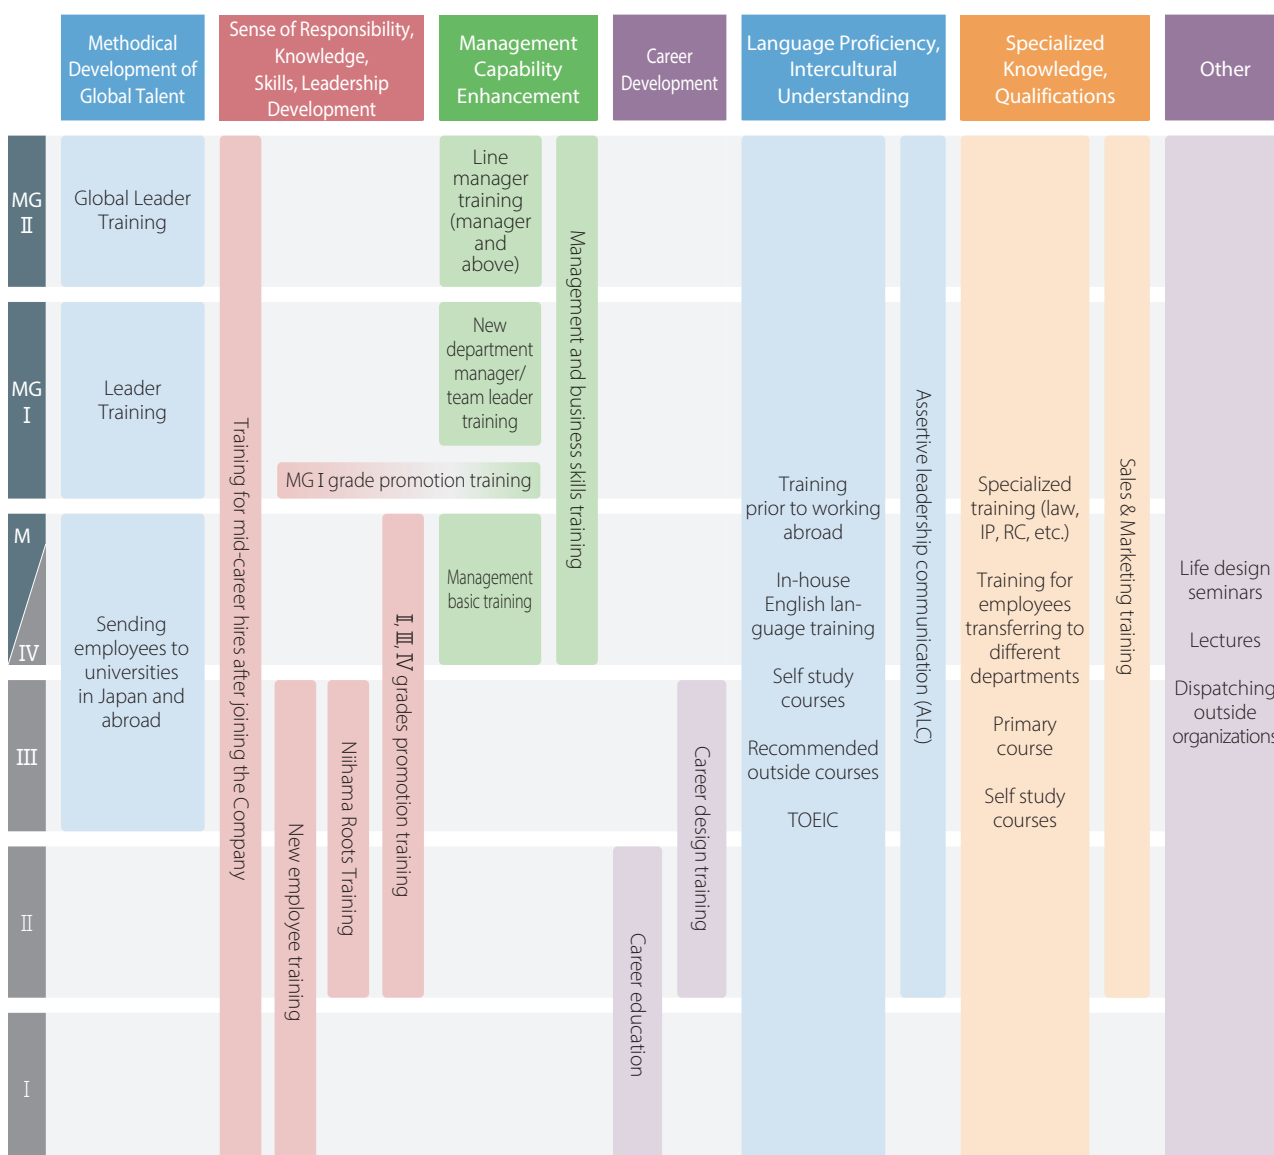 Methodical
Development of
Global Talent
Sense of Responsibility,
Knowledge,
Skills, Leadership
Development
Management
Capability
Enhancement
Career
Development
Language Proficiency,
Intercultural
Understanding
Specialized
Knowledge,
Qualifications
Other
MG
Ⅱ
Global Leader
Training
Line
manager
training
(manager
and
above)
MG
Ⅰ
Leader
Training
New
department
manager/
team leader
training
MG Ⅰ grade promotion training
M
IV
Sending
employees to
universities
in Japan and
abroad
Management
basic training
III
Ⅱ
Ⅰ
Training for mid-career hires after joining the Company
New employee training
Niihama Roots Training
Ⅱ, Ⅲ, Ⅳ grades promotion training
Management and business skills training
Career education
Career design training
Training
prior to working
abroad
In-house
English lan-
guage training
Self study
courses
Recommended
outside courses
TOEIC
Assertive leadership communication (ALC)
Specialized
training (law,
IP, RC, etc.)
Training for
employees
transferring to
different
departments
Primary
course
Self study
courses
Sales & Marketing training
Life design
seminars
Lectures
Dispatching
outside
organizations